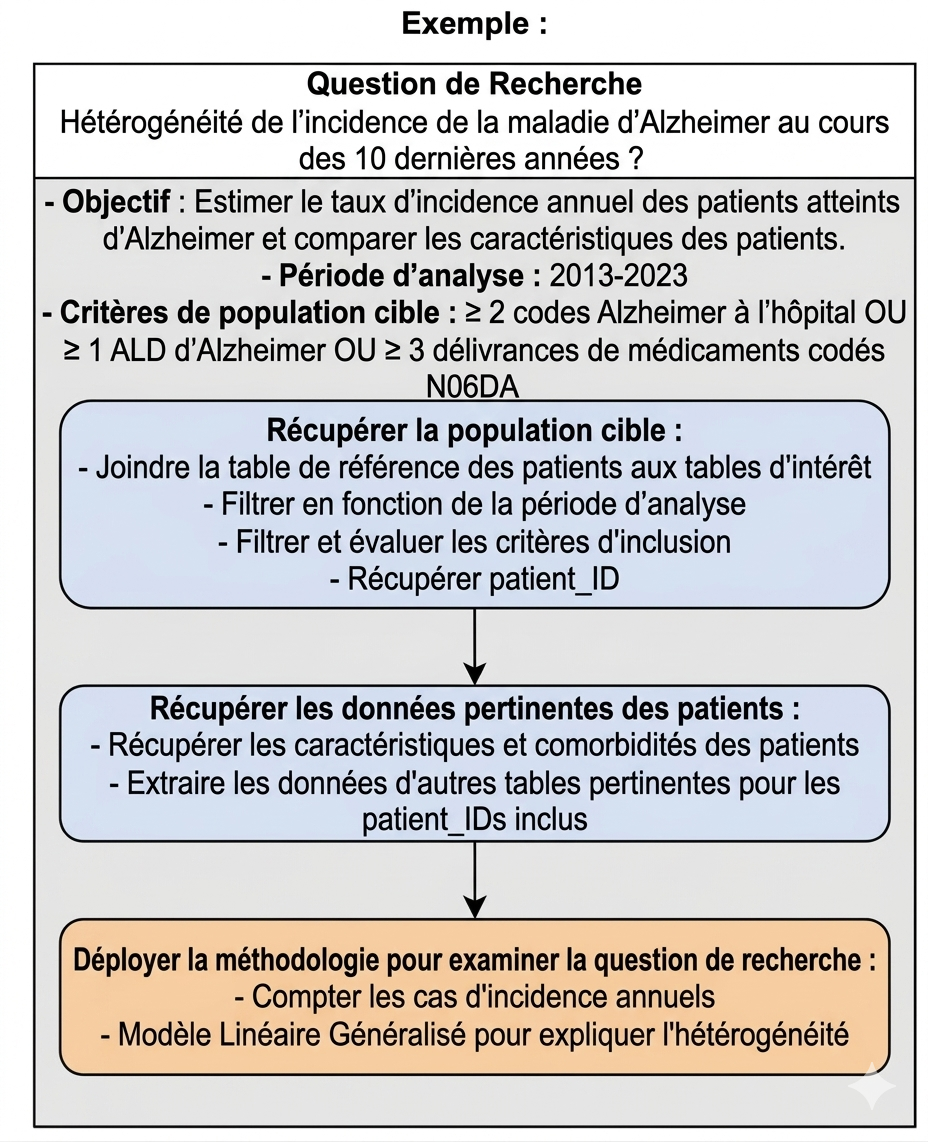 Exemple :
Question de Recherche
Hétérogénéité de l’incidence de la maladie d’Alzheimer au cours
des 10 dernières années ?
- Objectif : Estimer le taux d’incidence annuel des patients atteints
d’Alzheimer et comparer les caractéristiques des patients.
- Période d’analyse : 2013-2023
- Critères de population cible : ≥ 2 codes Alzheimer à l’hôpital OU
≥ 1 ALD d’Alzheimer OU ≥ 3 délivrances de médicaments codés
N06DA
Récupérer la population cible :
- Joindre la table de référence des patients aux tables d’intérêt
- Filtrer en fonction de la période d’analyse
- Filtrer et évaluer les critères d'inclusion
- Récupérer patient_ID
Récupérer les données pertinentes des patients :
- Récupérer les caractéristiques et comorbidités des patients
- Extraire les données d'autres tables pertinentes pour les
patient_IDs inclus
Déployer la méthodologie pour examiner la question de recherche :
- Compter les cas d'incidence annuels
- Modèle Linéaire Généralisé pour expliquer l'hétérogénéité